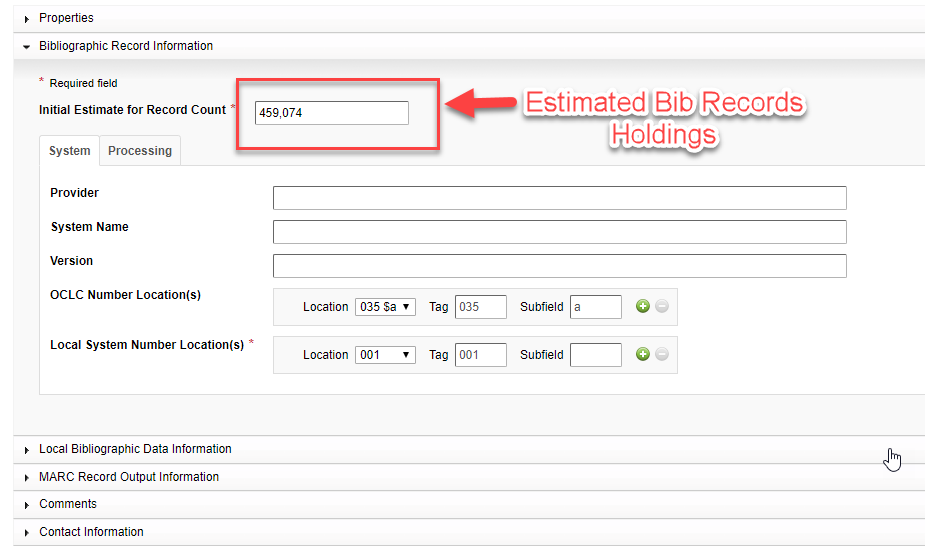 Properties
Bibliographic Record Information
* Required field
Initial Estimate for Record Count * 459,074
Estimated Bib Records
Holdings
System Processing
Provider
System Name
Version
OCLC Number Location(s) Location 035 $a Tag 035 Subfield a
Local System Number Location(s) * Location 001 Tag 001 Subfield
Local Bibliographic Data Information
MARC Record Output Information
Comments
Contact Information